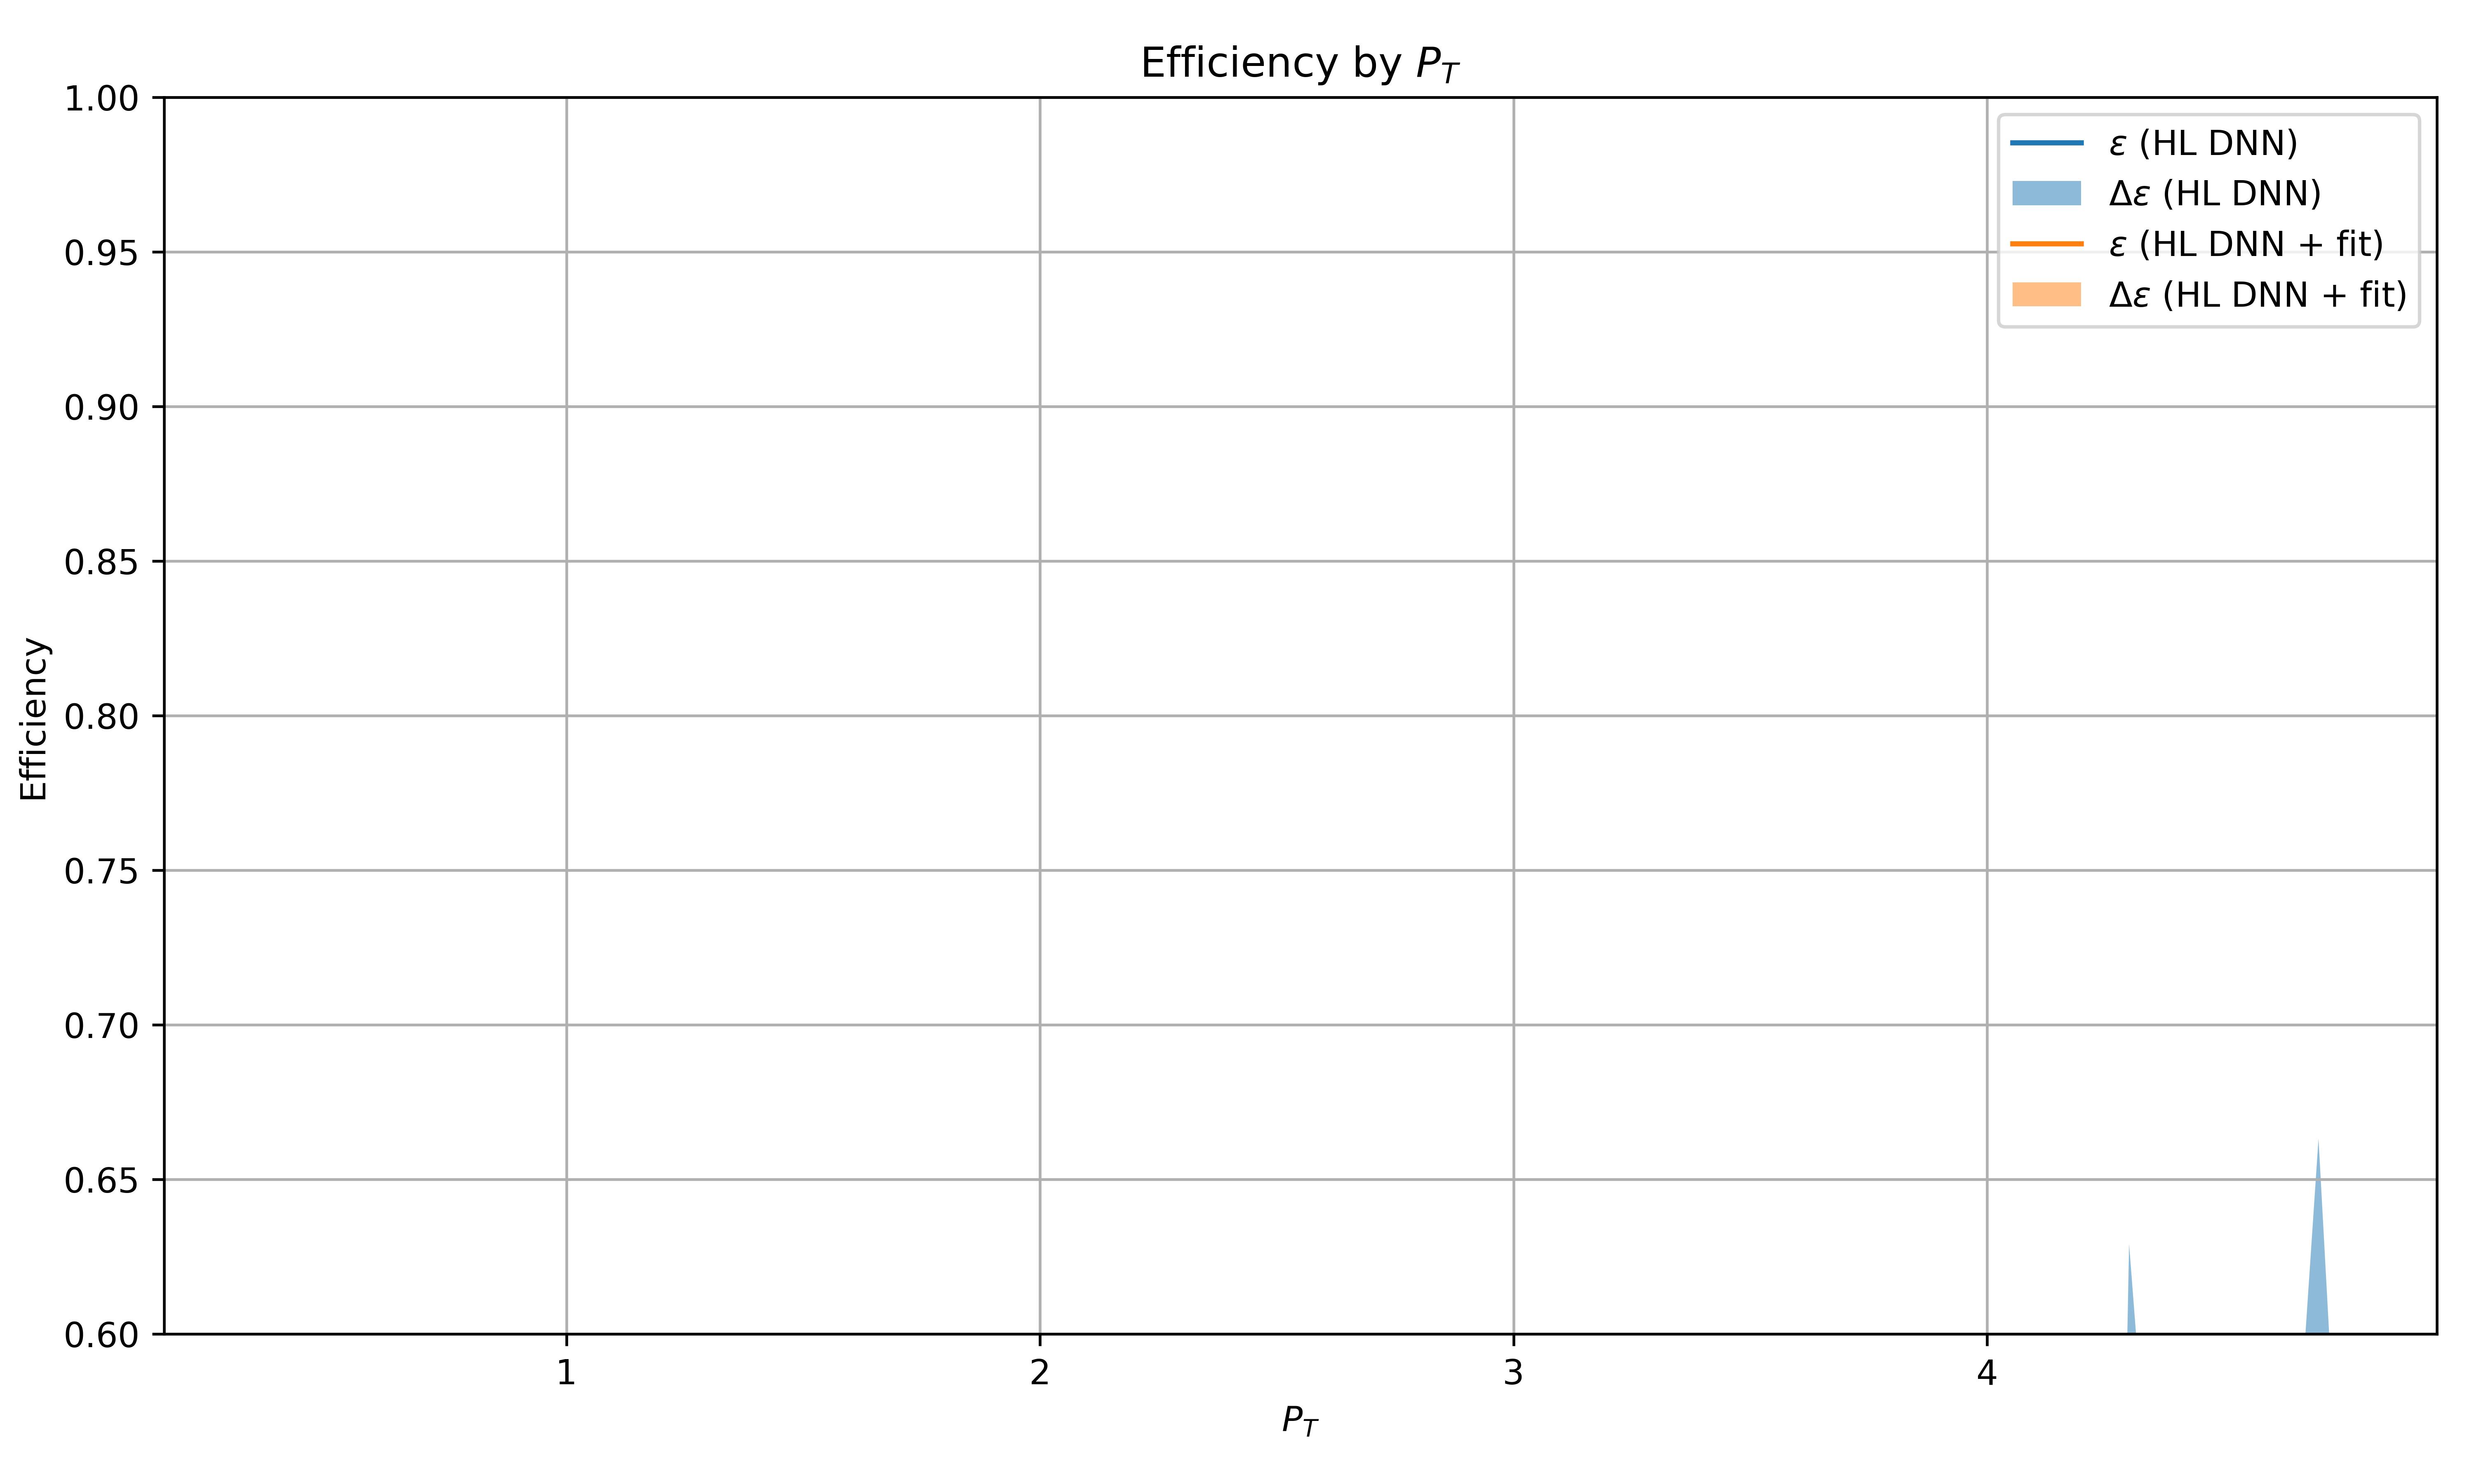 Efficiency by P_T
1.00
0.95
0.90
0.85
0.80
0.75
0.70
0.65
0.60
Efficiency
ε (HL DNN)
Δε (HL DNN)
ε (HL DNN + fit)
Δε (HL DNN + fit)
1 2 3 4
P_T